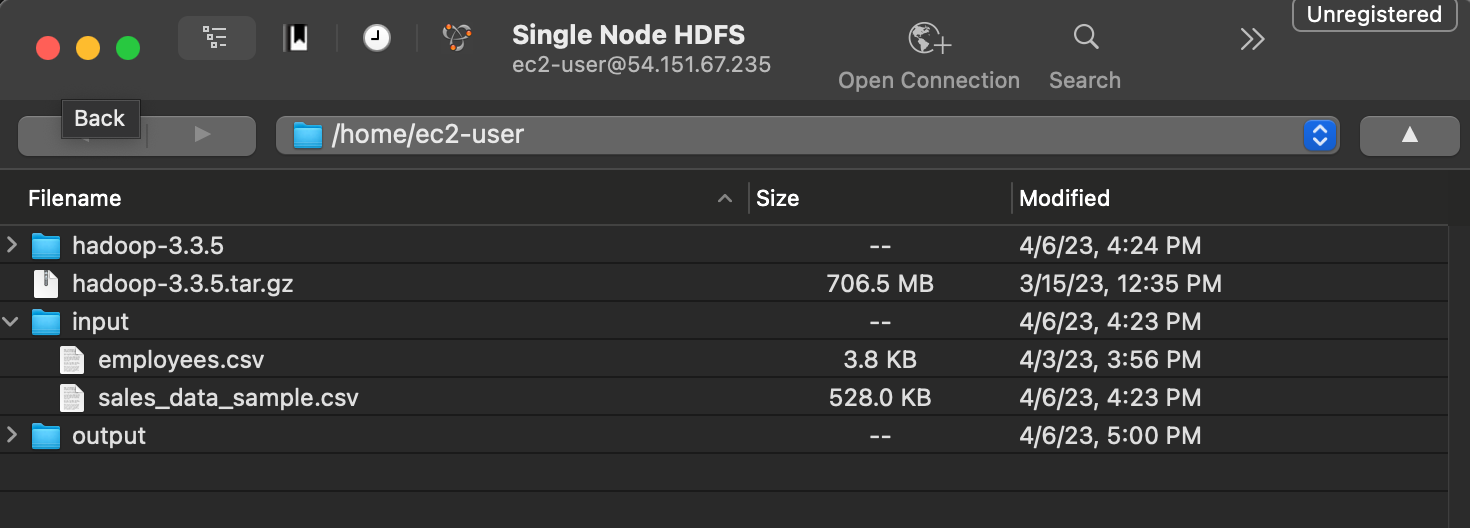 Single Node HDFS
Unregistered
ec2-user@54.151.67.235
Open Connection
Search
Back
/home/ec2-user
Filename Size Modified
hadoop-3.3.5 -- 4/6/23, 4:24 PM
hadoop-3.3.5.tar.gz 706.5 MB 3/15/23, 12:35 PM
input -- 4/6/23, 4:23 PM
employees.csv 3.8 KB 4/3/23, 3:56 PM
sales_data_sample.csv 528.0 KB 4/6/23, 4:23 PM
output -- 4/6/23, 5:00 PM